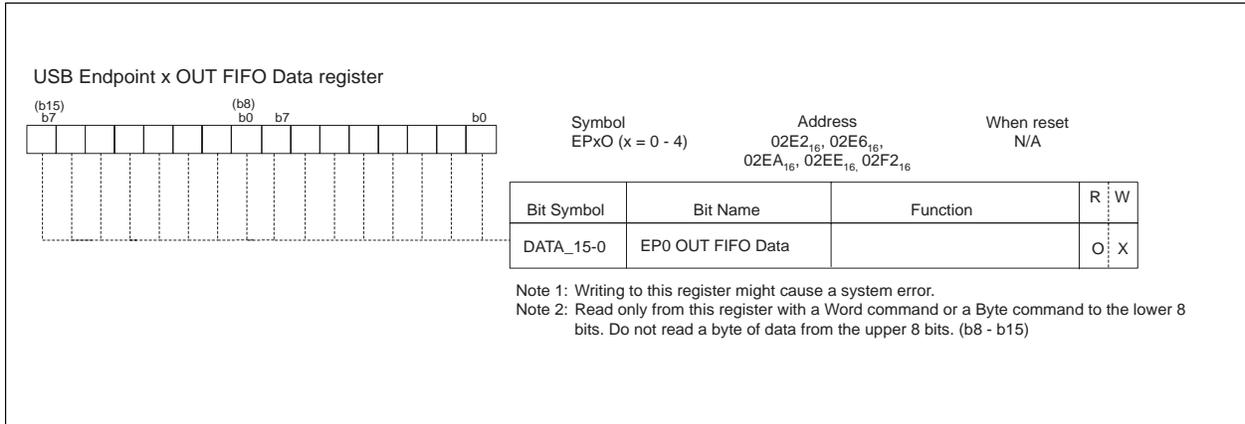 USB Endpoint x OUT FIFO Data register
(b15) (b8)
b7 b0 b7 b0
Symbol Address When reset
EPxO (x = 0 - 4) 02E2₁₆, 02E6₁₆, N/A
02EA₁₆, 02EE₁₆, 02F2₁₆
Bit Symbol Bit Name Function R W
DATA_15-0 EP0 OUT FIFO Data O X
Note 1: Writing to this register might cause a system error.
Note 2: Read only from this register with a Word command or a Byte command to the lower 8
bits. Do not read a byte of data from the upper 8 bits. (b8 - b15)